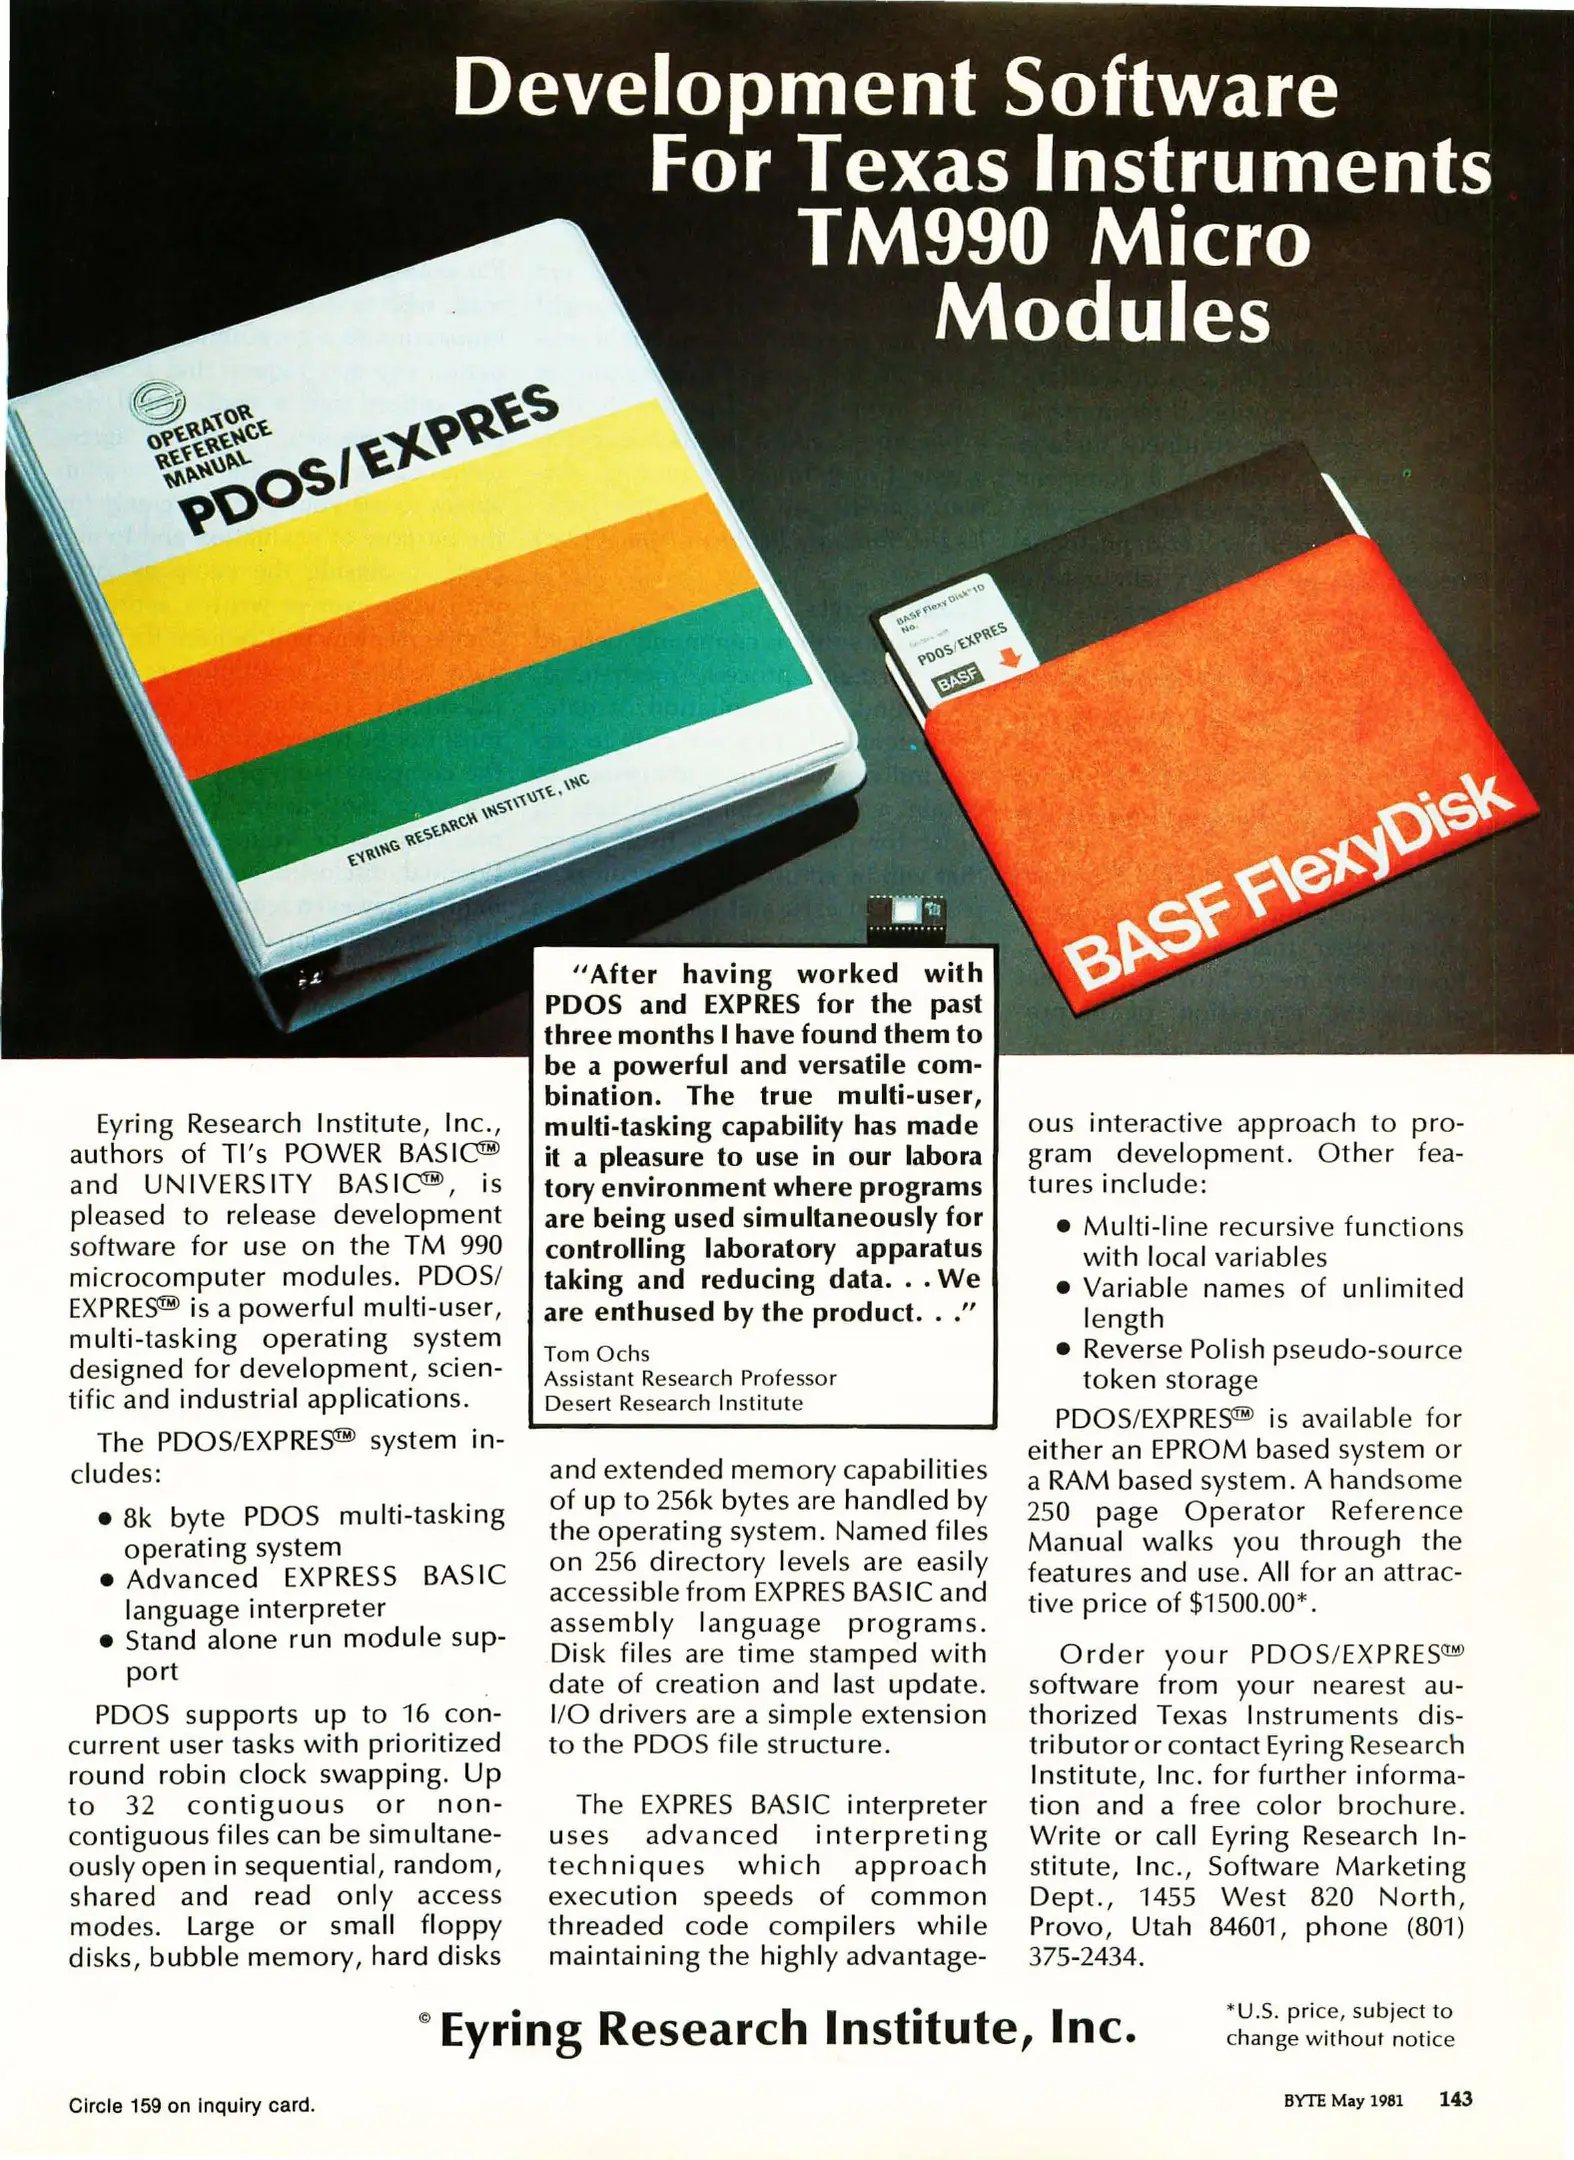 Development Software
For Texas Instruments
TM990 Micro
Modules
OPERATOR
REFERENCE
MANUAL
PDOS/EXPRES
EYRING RESEARCH INSTITUTE, INC
BASF Flexy Disk® 1D
No.
PDOS/EXPRES
BASF
BASF FlexyDisk
"After having worked with
PDOS and EXPRES for the past
three months I have found them to
be a powerful and versatile com-
bination. The true multi-user,
multi-tasking capability has made
it a pleasure to use in our labora
tory environment where programs
are being used simultaneously for
controlling laboratory apparatus
taking and reducing data. . . We
are enthused by the product. . ."
Tom Ochs
Assistant Research Professor
Desert Research Institute
Eyring Research Institute, Inc.,
authors of TI's POWER BASIC™
and UNIVERSITY BASIC™, is
pleased to release development
software for use on the TM 990
microcomputer modules. PDOS/
EXPRES™ is a powerful multi-user,
multi-tasking operating system
designed for development, scien-
tific and industrial applications.
The PDOS/EXPRES™ system in-
cludes:
• 8k byte PDOS multi-tasking
operating system
• Advanced EXPRESS BASIC
language interpreter
• Stand alone run module sup-
port
PDOS supports up to 16 con-
current user tasks with prioritized
round robin clock swapping. Up
to 32 contiguous or non-
contiguous files can be simultane-
ously open in sequential, random,
shared and read only access
modes. Large or small floppy
disks, bubble memory, hard disks
and extended memory capabilities
of up to 256k bytes are handled by
the operating system. Named files
on 256 directory levels are easily
accessible from EXPRES BASIC and
assembly language programs.
Disk files are time stamped with
date of creation and last update.
I/O drivers are a simple extension
to the PDOS file structure.
The EXPRES BASIC interpreter
uses advanced interpreting
techniques which approach
execution speeds of common
threaded code compilers while
maintaining the highly advantage-
ous interactive approach to pro-
gram development. Other fea-
tures include:
• Multi-line recursive functions
with local variables
• Variable names of unlimited
length
• Reverse Polish pseudo-source
token storage
PDOS/EXPRES™ is available for
either an EPROM based system or
a RAM based system. A handsome
250 page Operator Reference
Manual walks you through the
features and use. All for an attrac-
tive price of $1500.00*.
Order your PDOS/EXPRES™
software from your nearest au-
thorized Texas Instruments dis-
tributor or contact Eyring Research
Institute, Inc. for further informa-
tion and a free color brochure.
Write or call Eyring Research In-
stitute, Inc., Software Marketing
Dept., 1455 West 820 North,
Provo, Utah 84601, phone (801)
375-2434.
© Eyring Research Institute, Inc.
*U.S. price, subject to
change without notice
Circle 159 on inquiry card.
BYTE May 1981 143